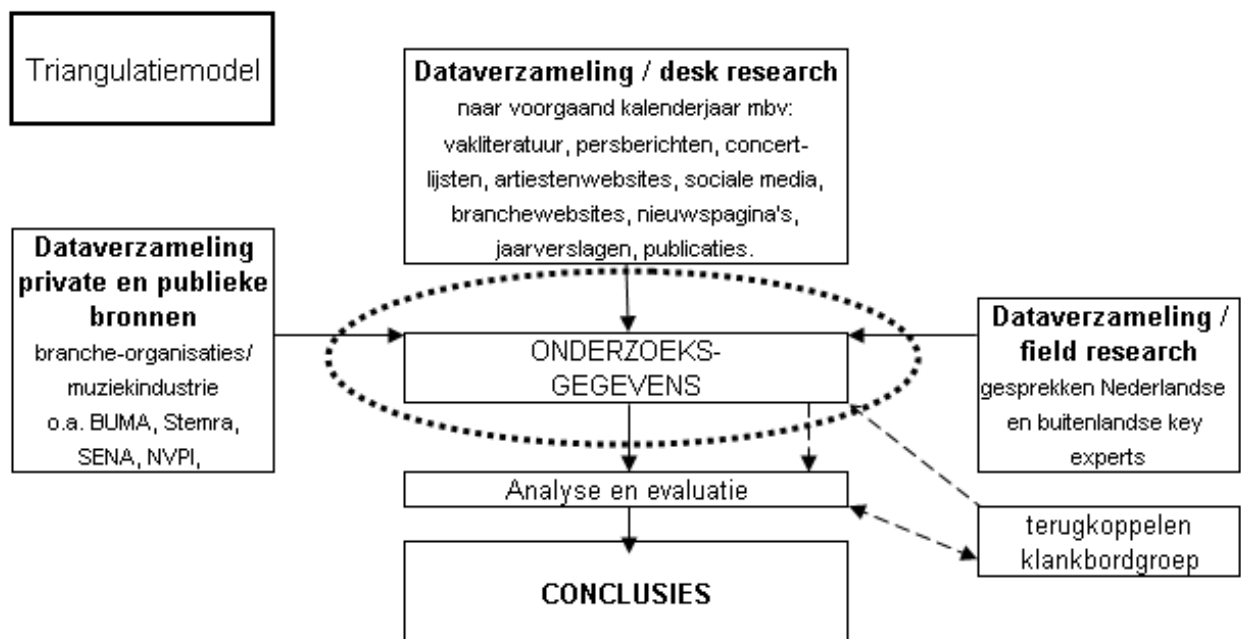 Triangulatiemodel
Dataverzameling / desk research
naar voorgaand kalenderjaar mbv:
vakliteratuur, persberichten, concert-
lijsten, artiestenwebsites, sociale media,
branchewebsites, nieuwspagina's,
jaarverslagen, publicaties.
Dataverzameling
private en publieke
bronnen
branche-organisaties/
muziekindustrie
o.a. BUMA, Stemra,
SENA, NVPI,
ONDERZOEKS-
GEGEVENS
Dataverzameling /
field research
gesprekken Nederlandse
en buitenlandse key
experts
Analyse en evaluatie
terugkoppelen
klankbordgroep
CONCLUSIES